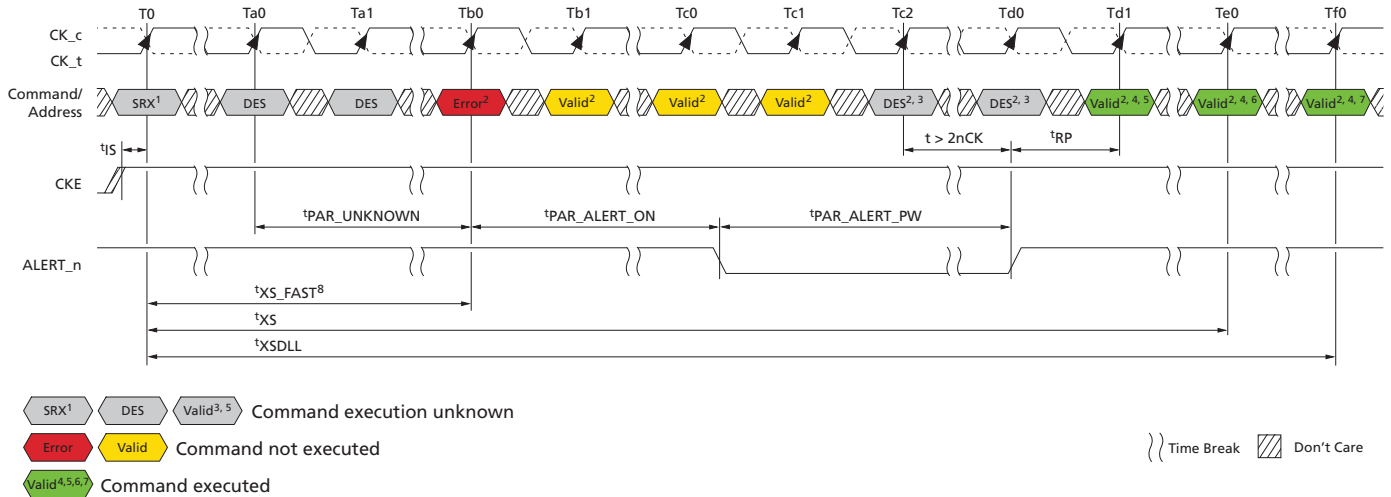 T0 Ta0 Ta1 Tb0 Tb1 Tc0 Tc1 Tc2 Td0 Td1 Te0 Tf0
CK_c
CK_t
Command/
Address
SRX1 DES DES Error2 Valid2 Valid2 Valid2 DES2, 3 DES2, 3 Valid2, 4, 5 Valid2, 4, 6 Valid2, 4, 7
tIS t > 2nCK tRP
CKE
tPAR_UNKNOWN tPAR_ALERT_ON tPAR_ALERT_PW
ALERT_n
tXS_FAST8
tXS
tXSDLL
SRX1 DES Valid3, 5 Command execution unknown
Error Valid Command not executed
Valid4,5,6,7 Command executed
Time Break Don't Care